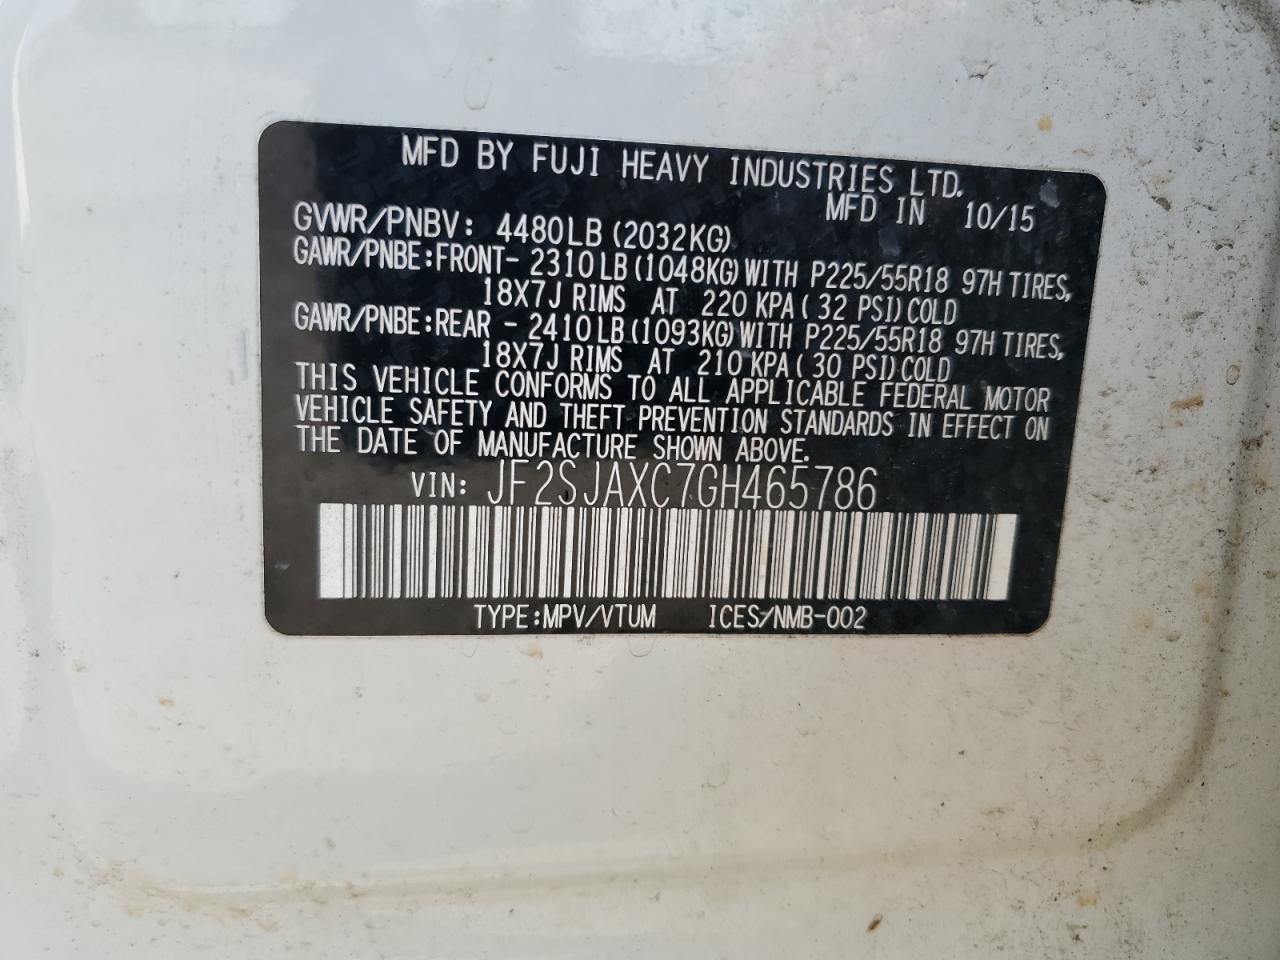 MFD BY FUJI HEAVY INDUSTRIES LTD.
MFD IN 10/15
GVWR/PNBV: 4480LB (2032KG)
GAWR/PNBE:FRONT- 2310LB(1048KG)WITH P225/55R18 97H TIRES,
18X7J RIMS AT 220 KPA( 32 PSI)COLD
GAWR/PNBE:REAR - 2410LB(1093KG)WITH P225/55R18 97H TIRES,
18X7J RIMS AT 210 KPA( 30 PSI)COLD
THIS VEHICLE CONFORMS TO ALL APPLICABLE FEDERAL MOTOR
VEHICLE SAFETY AND THEFT PREVENTION STANDARDS IN EFFECT ON
THE DATE OF MANUFACTURE SHOWN ABOVE.
VIN: JF2SJAXC7GH465786
TYPE:MPV/VTUM ICES/NMB-002